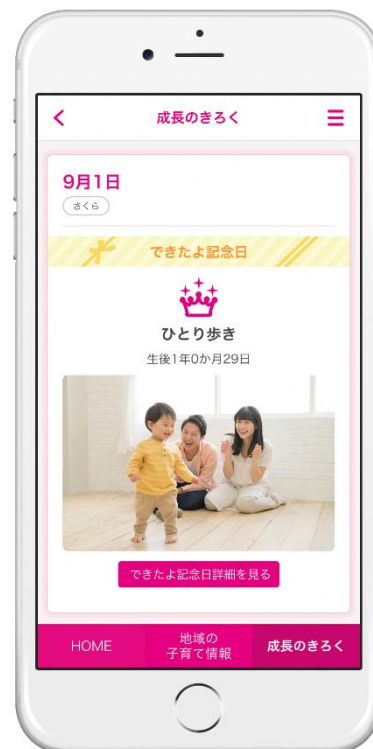 成長のきろく
9月1日
さくら
できたよ記念日
ひとり歩き
生後1年0か月29日
できたよ記念日詳細を見る
HOME
地域の
子育て情報
成長のきろく